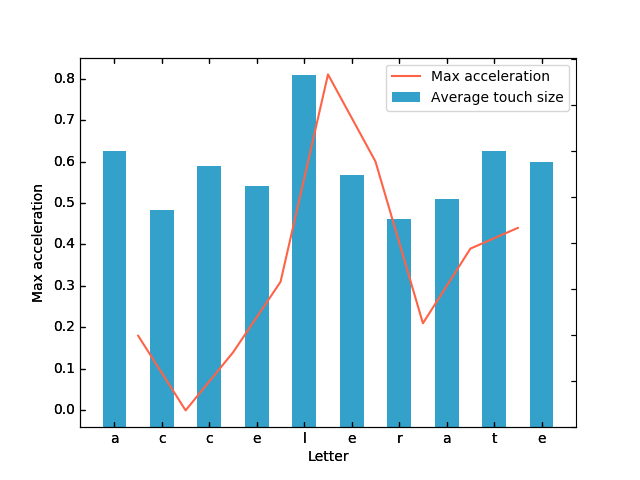 Max acceleration
Average touch size
0.8
0.7
0.6
0.5
0.4
0.3
0.2
0.1
0.0
Max acceleration
a c c e l e r a t e
Letter